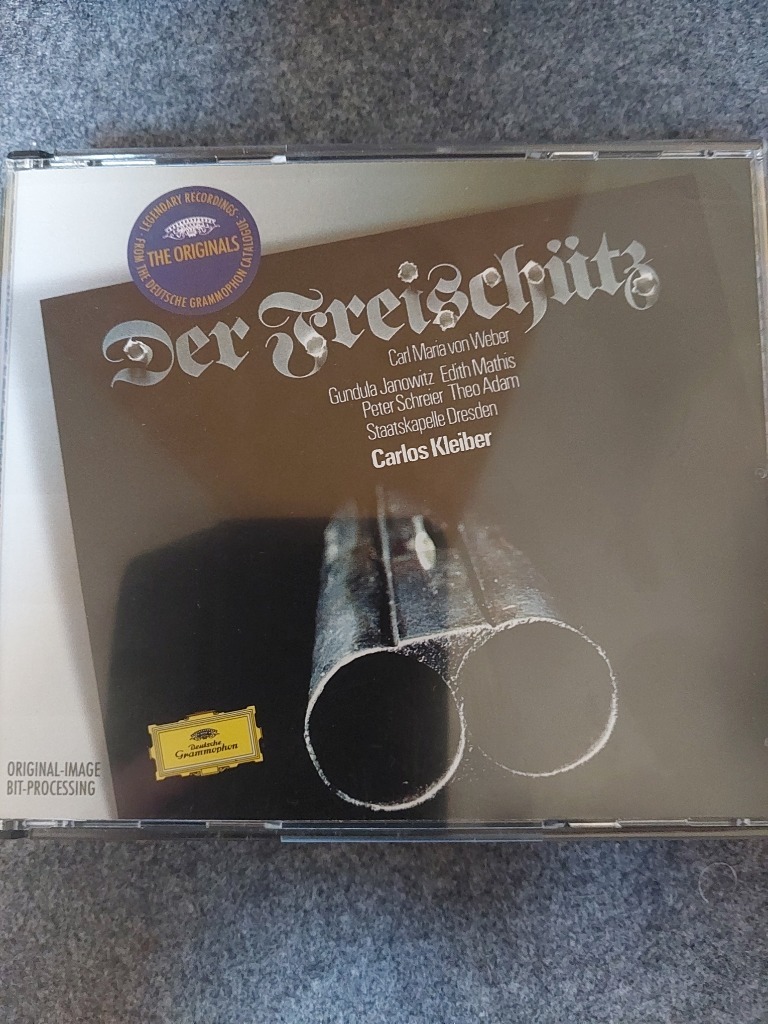 LEGENDARY RECORDINGS
THE ORIGINALS
FROM THE DEUTSCHE GRAMMOPHON CATALOGUE
Der Freischütz
Carl Maria von Weber
Gundula Janowitz Edith Mathis
Peter Schreier Theo Adam
Staatskapelle Dresden
Carlos Kleiber
Deutsche
Grammophon
ORIGINAL-IMAGE
BIT-PROCESSING